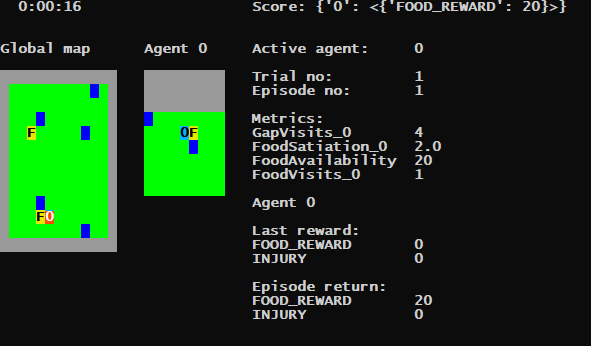 0:00:16 Score: {'0': <{'FOOD_REWARD': 20}>}
Global map Agent 0 Active agent: 0
Trial no: 1
Episode no: 1
Metrics:
GapVisits_0 4
F 0F FoodSatiation_0 2.0
FoodAvailability 20
FoodVisits_0 1
Agent 0
F0
Last reward:
FOOD_REWARD 0
INJURY 0
Episode return:
FOOD_REWARD 20
INJURY 0